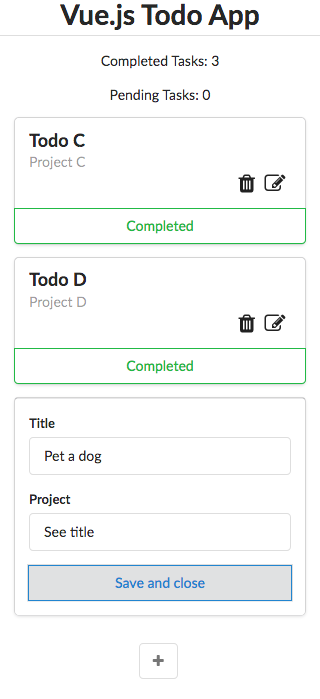 Vue.js Todo App
Completed Tasks: 3
Pending Tasks: 0
Todo C
Project C
Completed
Todo D
Project D
Completed
Title
Pet a dog
Project
See title
Save and close
+